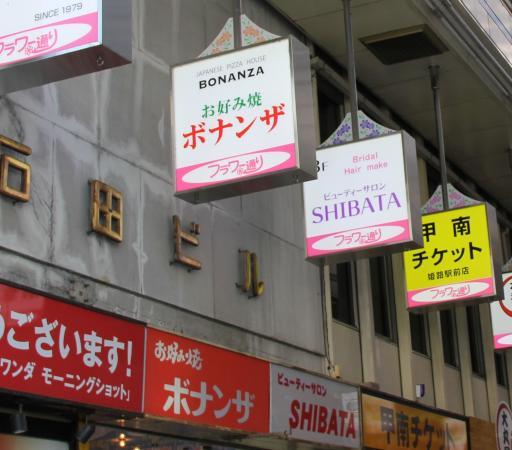 SINCE 1979
フラワー通り
JAPANESE PIZZA HOUSE
BONANZA
お好み焼
ボナンザ
フラワー通り
3F
Bridal
Hair make
ビューティーサロン
SHIBATA
フラワー通り
甲南
チケット
姫路駅前店
フラワー通り
石田ビル
うございます!
ワンダ モーニングショット」
お好み焼
ボナンザ
ビューティーサロン
SHIBATA
甲南チケット